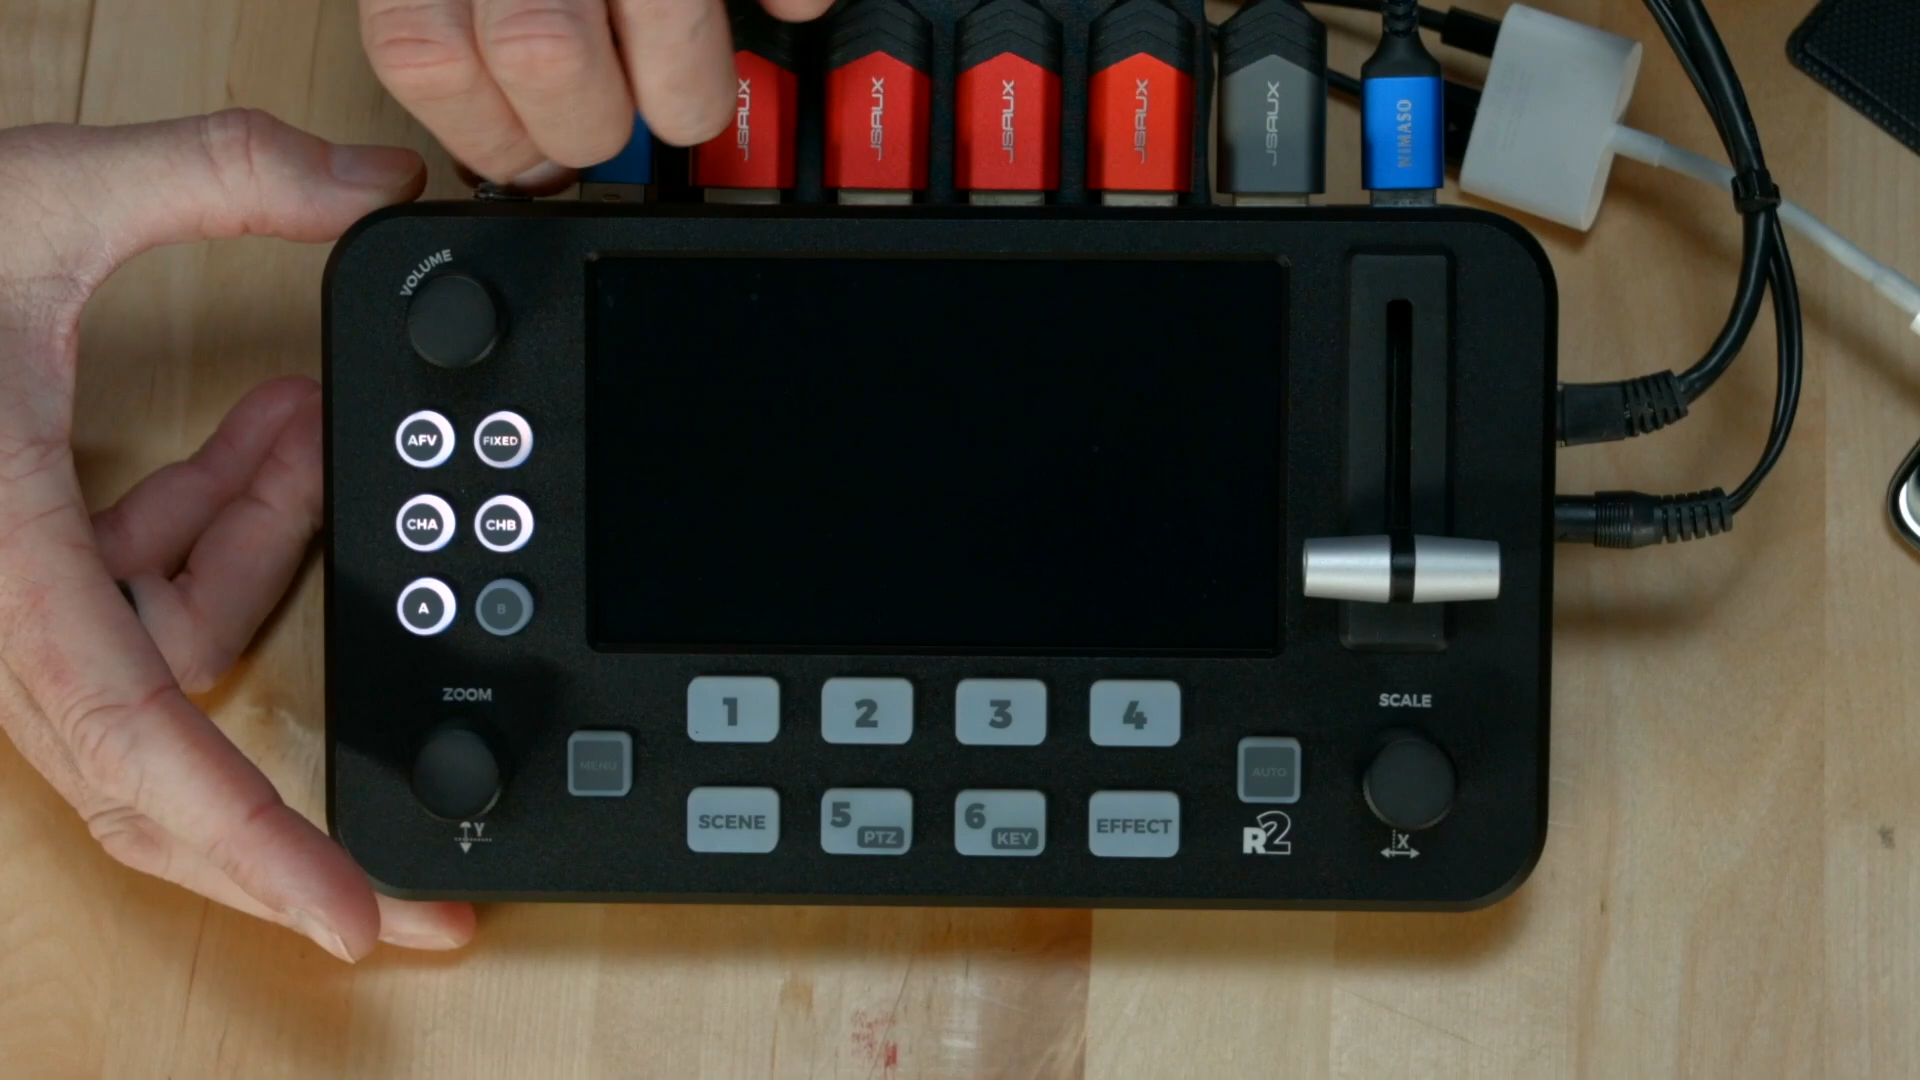 JSAUX
JSAUX
JSAUX
JSAUX
JSAUX
NIMASO
VOLUME
AFV
FIXED
CHA
CHB
A
B
ZOOM
SCALE
1
2
3
4
MENU
AUTO
SCENE
5
PTZ
6
KEY
EFFECT
R2
Y
X